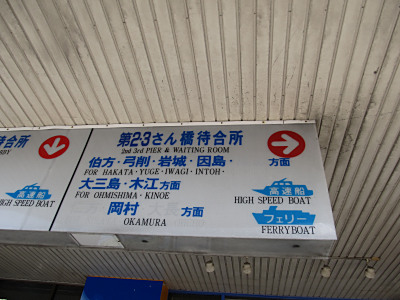 合所
HIGH SPEED BOAT
第2・3さん橋待合所
2nd 3rd PIER & WAITING ROOM
伯方・弓削・岩城・因島・方面
FOR HAKATA・YUGE・IWAGI・INTOH・
大三島・木江方面
FOR OHMISHIMA・KINOE
岡村 方面
OKAMURA
高速船
HIGH SPEED BOAT
フェリー
FERRYBOAT